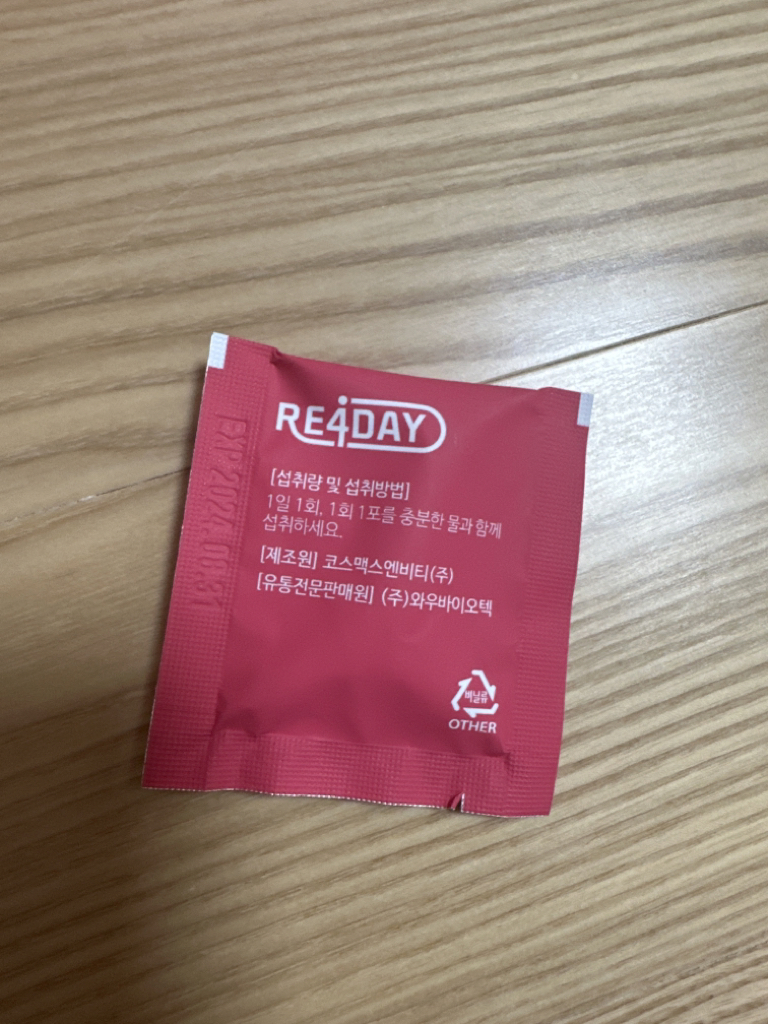 RE4DAY
[섭취량 및 섭취방법]
1일 1회, 1회 1포를 충분한 물과 함께
섭취하세요.
[제조원] 코스맥스엔비티(주)
[유통전문판매원] (주)와우바이오텍
비닐류
OTHER
EXP 2024.08.31